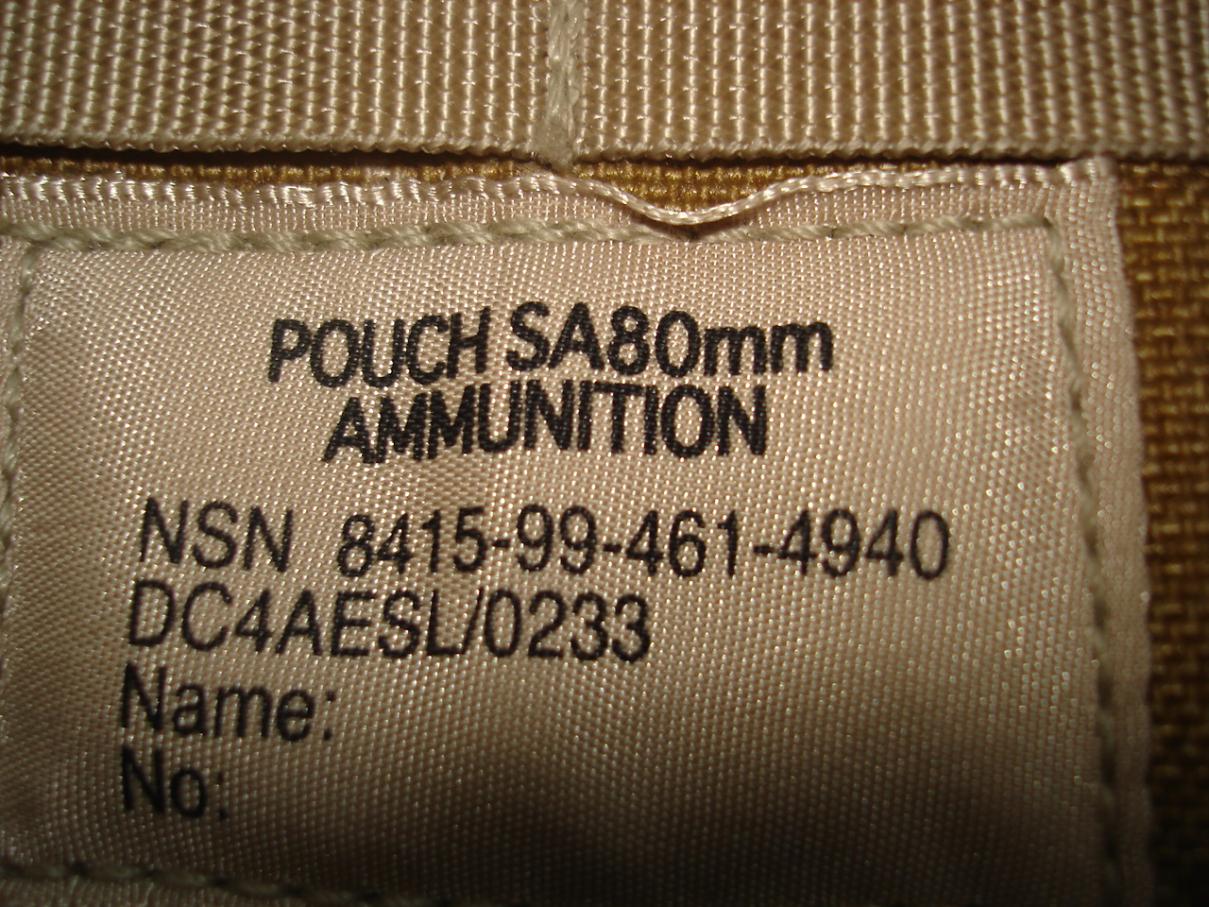 POUCH SA80mm
AMMUNITION
NSN 8415-99-461-4940
DC4AESL/0233
Name:
No: